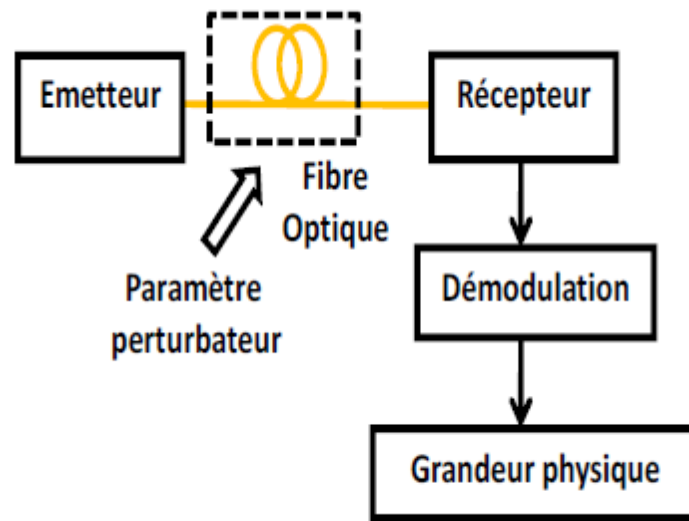 Emetteur
Récepteur
Fibre
Optique
Paramètre
perturbateur
Démodulation
Grandeur physique